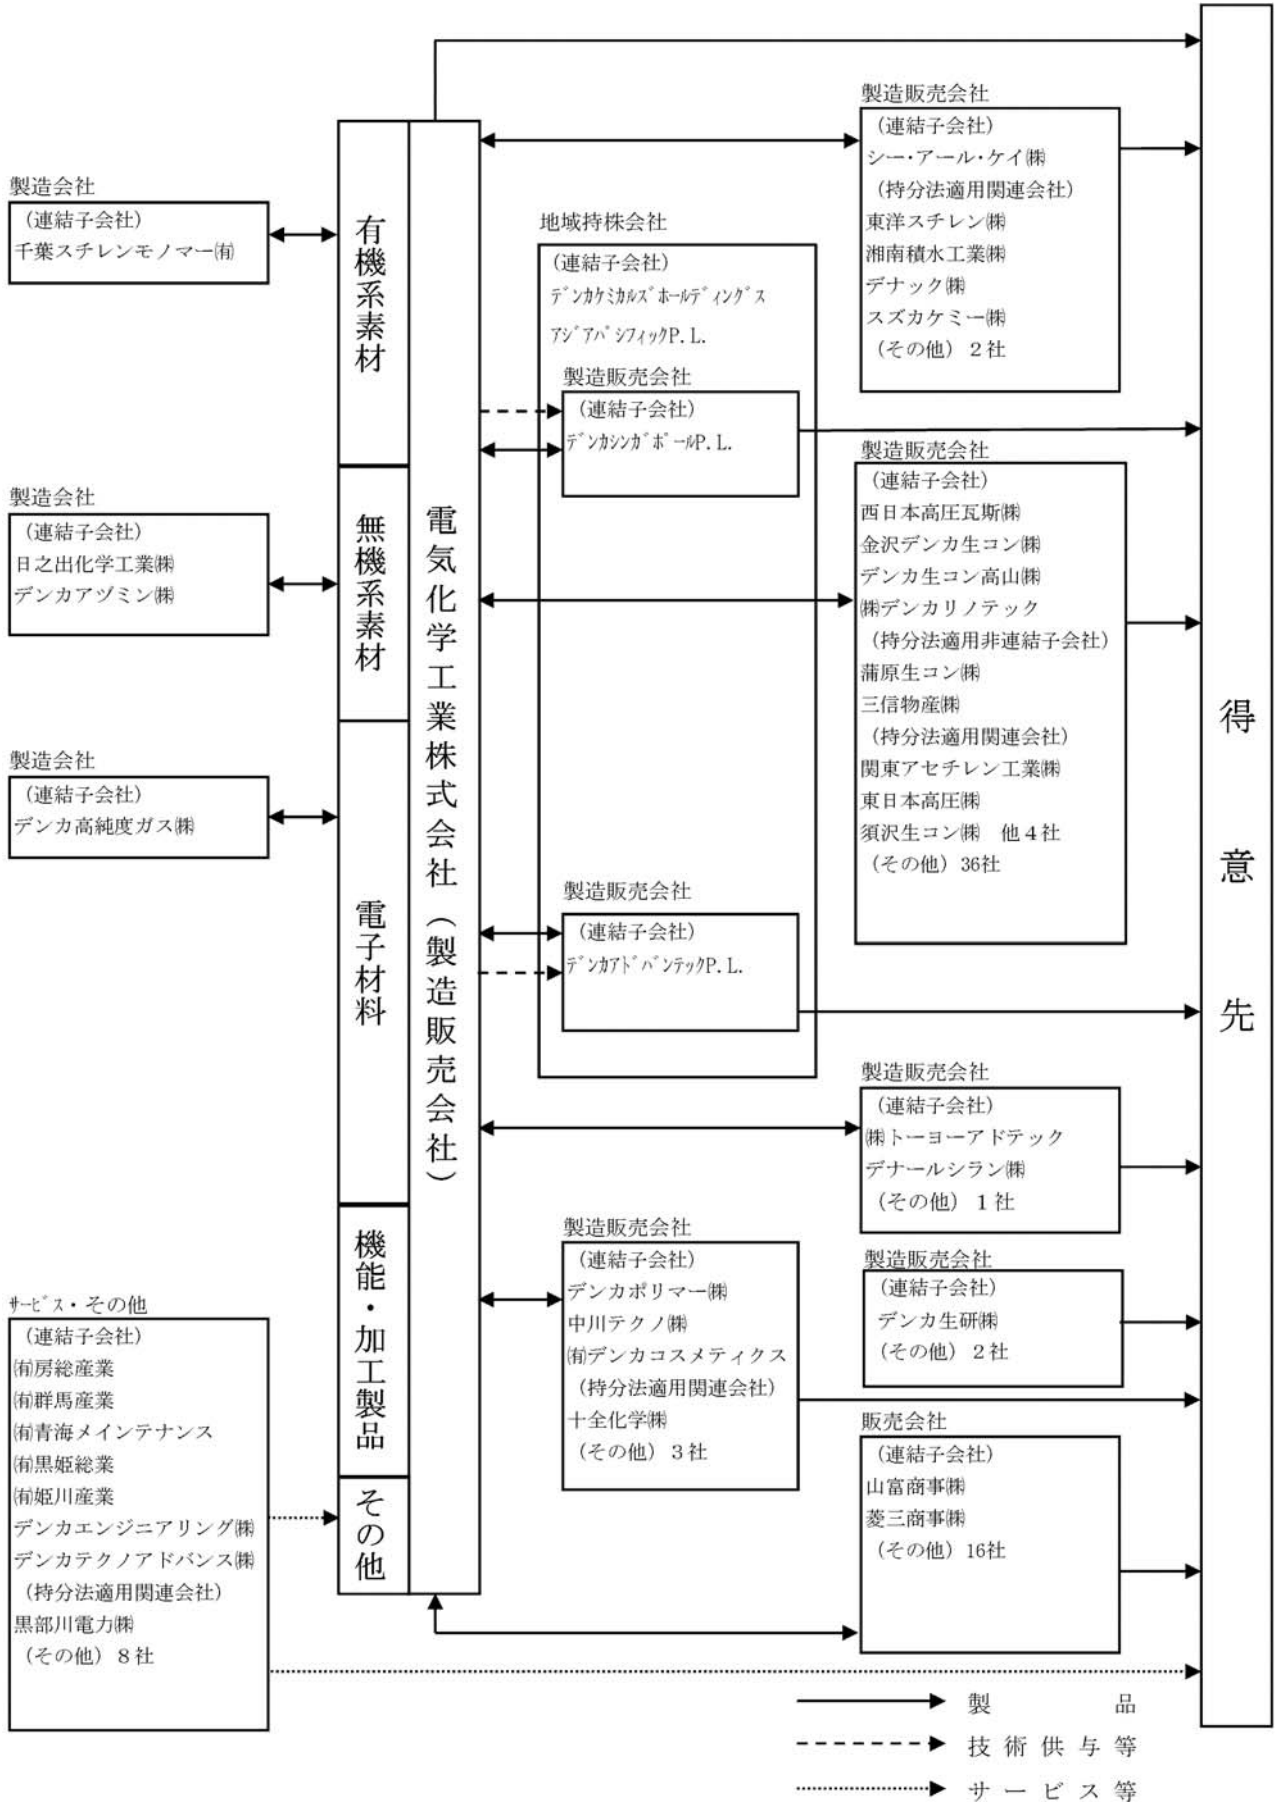 製造会社
（連結子会社）
千葉スチレンモノマー㈲
製造会社
（連結子会社）
日之出化学工業㈱
デンカアヅミン㈱
製造会社
（連結子会社）
デンカ高純度ガス㈱
サービス・その他
（連結子会社）
㈲房総産業
㈲群馬産業
㈲青海メインテナンス
㈲黒姫総業
㈲姫川産業
デンカエンジニアリング㈱
デンカテクノアドバンス㈱
（持分法適用関連会社）
黒部川電力㈱
（その他）８社
有機系素材
無機系素材
電子材料
機能・加工製品
その他
電気化学工業株式会社（製造販売会社）
地域持株会社
（連結子会社）
デンカケミカルズホールディングス
アジアパシフィックP.L.
製造販売会社
（連結子会社）
デンカシンガポールP.L.
製造販売会社
（連結子会社）
デンカアドバンテックP.L.
製造販売会社
（連結子会社）
デンカポリマー㈱
中川テクノ㈱
㈲デンカコスメティクス
（持分法適用関連会社）
十全化学㈱
（その他）３社
製造販売会社
（連結子会社）
シー・アール・ケイ㈱
（持分法適用関連会社）
東洋スチレン㈱
湘南積水工業㈱
デナック㈱
スズカケミー㈱
（その他）２社
製造販売会社
（連結子会社）
西日本高圧瓦斯㈱
金沢デンカ生コン㈱
デンカ生コン高山㈱
㈱デンカリノテック
（持分法適用非連結子会社）
蒲原生コン㈱
三信物産㈱
（持分法適用関連会社）
関東アセチレン工業㈱
東日本高圧㈱
須沢生コン㈱　他４社
（その他）36社
製造販売会社
（連結子会社）
㈱トーヨーアドテック
デナールシラン㈱
（その他）１社
製造販売会社
（連結子会社）
デンカ生研㈱
（その他）２社
販売会社
（連結子会社）
山富商事㈱
菱三商事㈱
（その他）16社
得意先
製品
技術供与等
サービス等